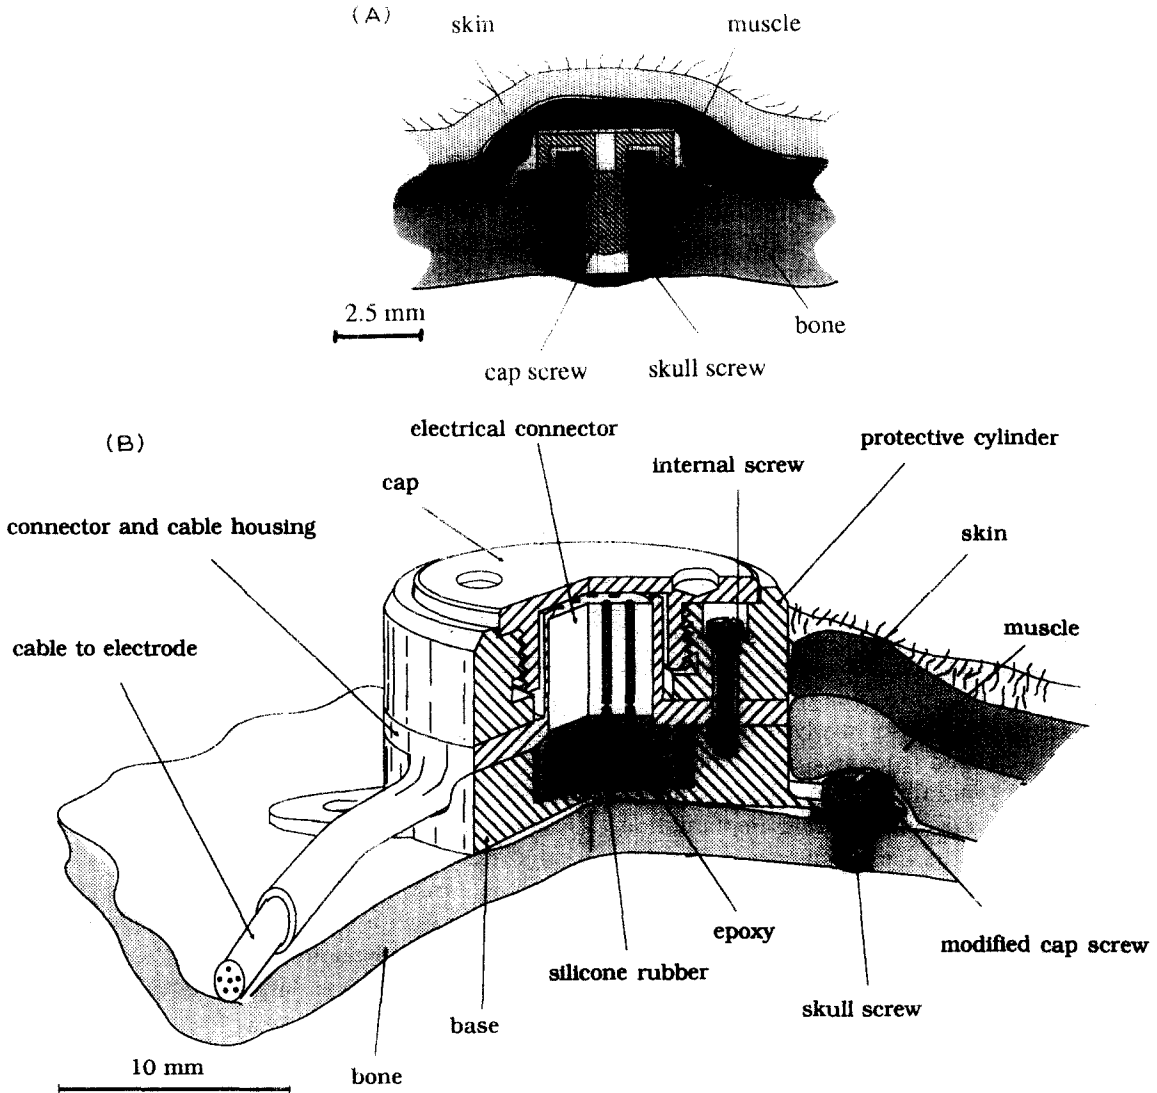 (A)
skin
muscle
2.5 mm
bone
cap screw
skull screw
(B)
electrical connector
protective cylinder
internal screw
cap
connector and cable housing
skin
muscle
cable to electrode
epoxy
modified cap screw
silicone rubber
skull screw
base
10 mm
bone